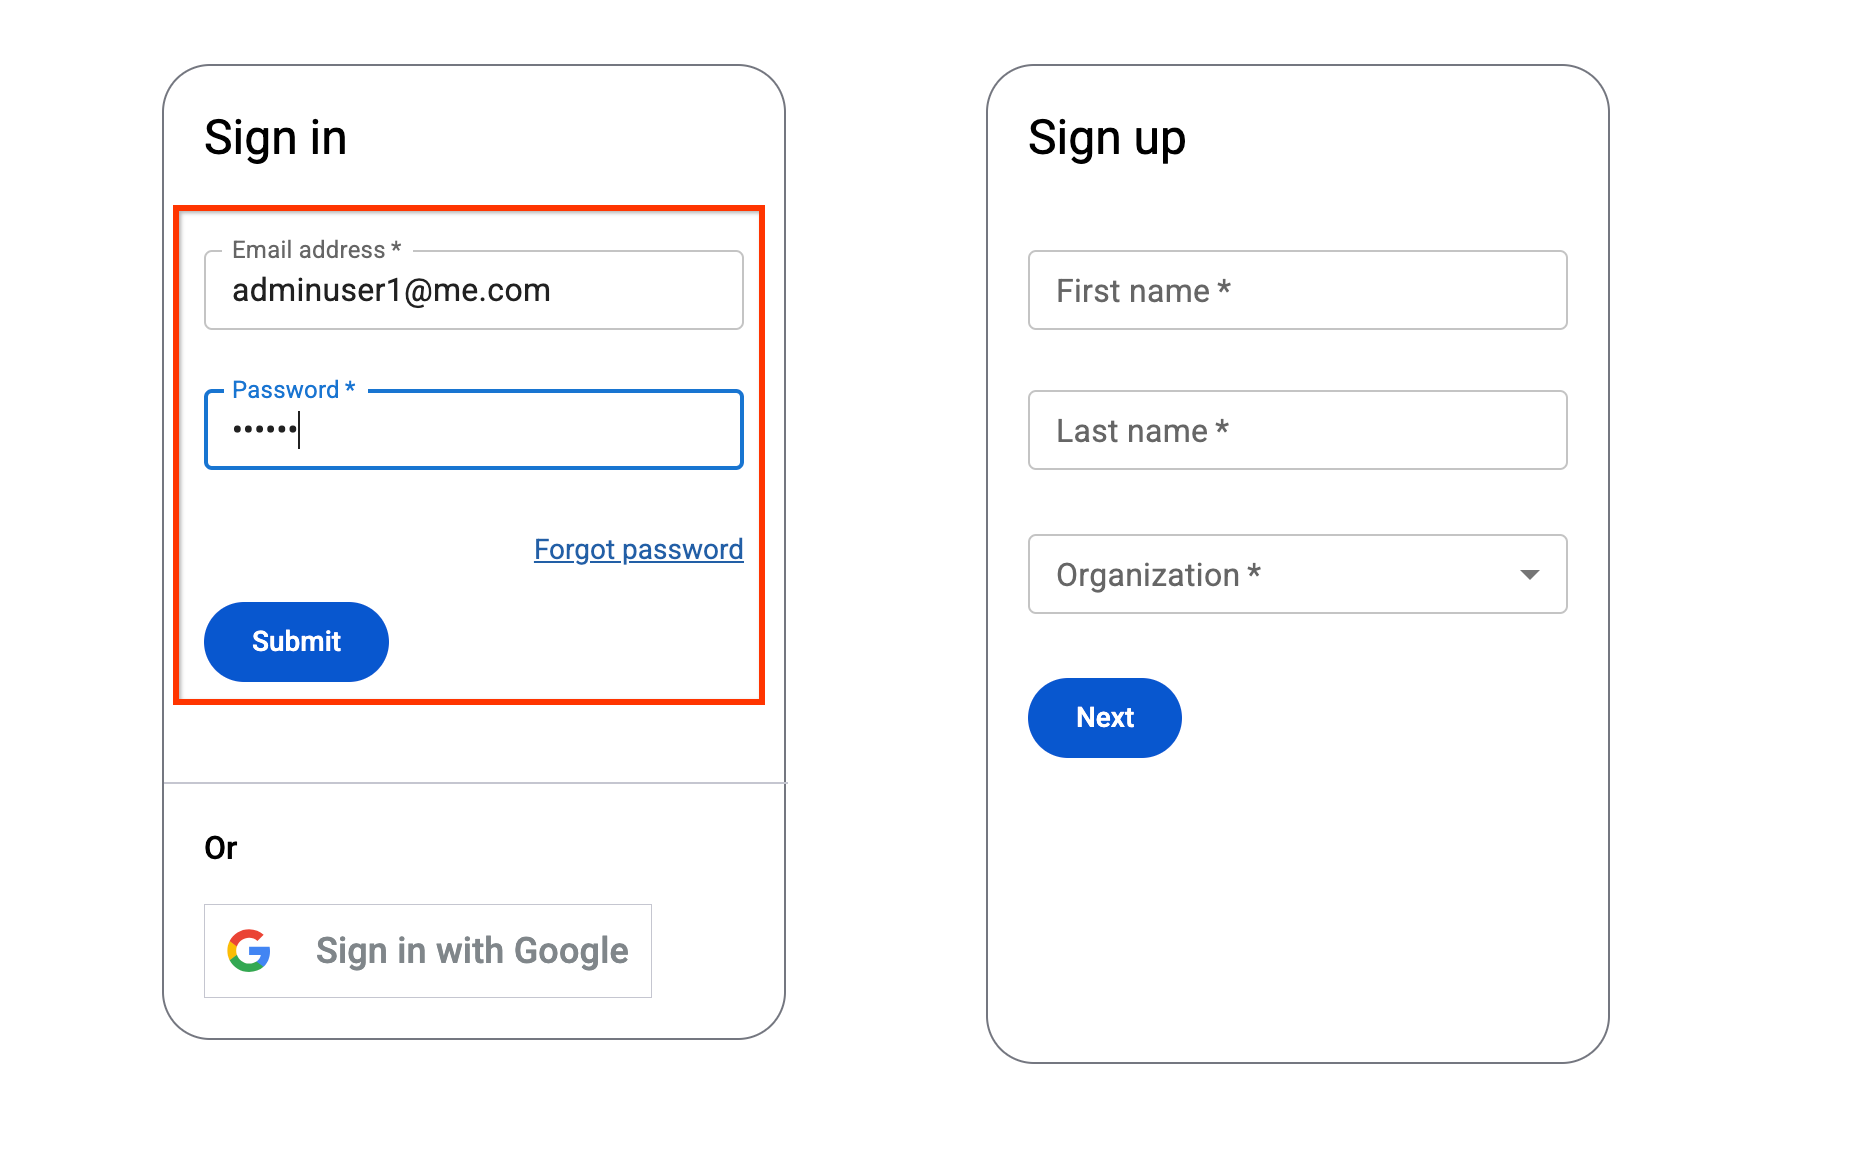 Sign in
Email address *
adminuser1@me.com
Password *
••••••
Forgot password
Submit
Or
Sign in with Google
Sign up
First name *
Last name *
Organization *
Next